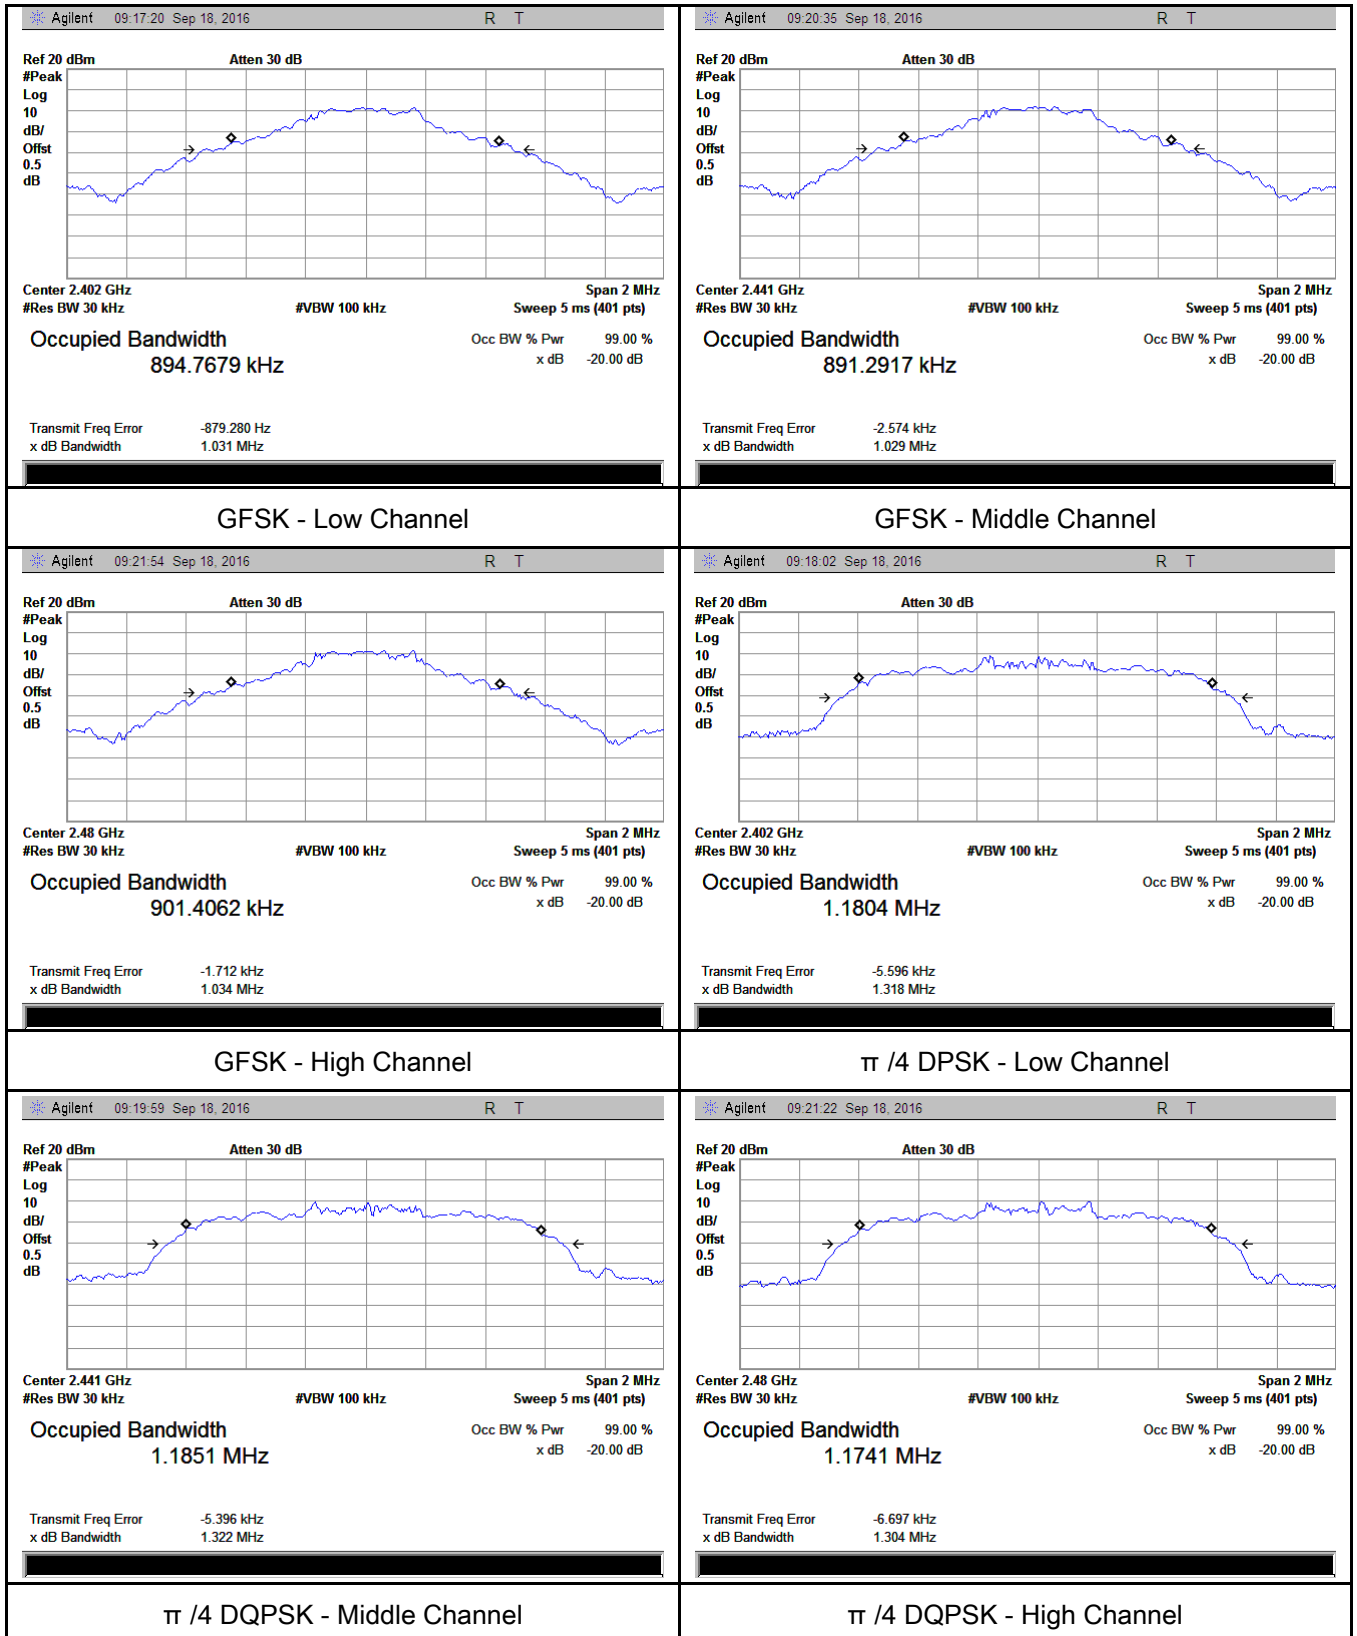 Agilent 09:17:20 Sep 18, 2016 R T
Ref 20 dBm Atten 30 dB
#Peak
Log
10
dB/
Offst
0.5
dB
Center 2.402 GHz Span 2 MHz
#Res BW 30 kHz #VBW 100 kHz Sweep 5 ms (401 pts)
Occupied Bandwidth Occ BW % Pwr 99.00 %
894.7679 kHz x dB -20.00 dB
Transmit Freq Error -879.280 Hz
x dB Bandwidth 1.031 MHz
GFSK - Low Channel
Agilent 09:20:35 Sep 18, 2016 R T
Ref 20 dBm Atten 30 dB
#Peak
Log
10
dB/
Offst
0.5
dB
Center 2.441 GHz Span 2 MHz
#Res BW 30 kHz #VBW 100 kHz Sweep 5 ms (401 pts)
Occupied Bandwidth Occ BW % Pwr 99.00 %
891.2917 kHz x dB -20.00 dB
Transmit Freq Error -2.574 kHz
x dB Bandwidth 1.029 MHz
GFSK - Middle Channel
Agilent 09:21:54 Sep 18, 2016 R T
Ref 20 dBm Atten 30 dB
#Peak
Log
10
dB/
Offst
0.5
dB
Center 2.48 GHz Span 2 MHz
#Res BW 30 kHz #VBW 100 kHz Sweep 5 ms (401 pts)
Occupied Bandwidth Occ BW % Pwr 99.00 %
901.4062 kHz x dB -20.00 dB
Transmit Freq Error -1.712 kHz
x dB Bandwidth 1.034 MHz
GFSK - High Channel
Agilent 09:18:02 Sep 18, 2016 R T
Ref 20 dBm Atten 30 dB
#Peak
Log
10
dB/
Offst
0.5
dB
Center 2.402 GHz Span 2 MHz
#Res BW 30 kHz #VBW 100 kHz Sweep 5 ms (401 pts)
Occupied Bandwidth Occ BW % Pwr 99.00 %
1.1804 MHz x dB -20.00 dB
Transmit Freq Error -5.596 kHz
x dB Bandwidth 1.318 MHz
π /4 DPSK - Low Channel
Agilent 09:19:59 Sep 18, 2016 R T
Ref 20 dBm Atten 30 dB
#Peak
Log
10
dB/
Offst
0.5
dB
Center 2.441 GHz Span 2 MHz
#Res BW 30 kHz #VBW 100 kHz Sweep 5 ms (401 pts)
Occupied Bandwidth Occ BW % Pwr 99.00 %
1.1851 MHz x dB -20.00 dB
Transmit Freq Error -5.396 kHz
x dB Bandwidth 1.322 MHz
π /4 DQPSK - Middle Channel
Agilent 09:21:22 Sep 18, 2016 R T
Ref 20 dBm Atten 30 dB
#Peak
Log
10
dB/
Offst
0.5
dB
Center 2.48 GHz Span 2 MHz
#Res BW 30 kHz #VBW 100 kHz Sweep 5 ms (401 pts)
Occupied Bandwidth Occ BW % Pwr 99.00 %
1.1741 MHz x dB -20.00 dB
Transmit Freq Error -6.697 kHz
x dB Bandwidth 1.304 MHz
π /4 DQPSK - High Channel